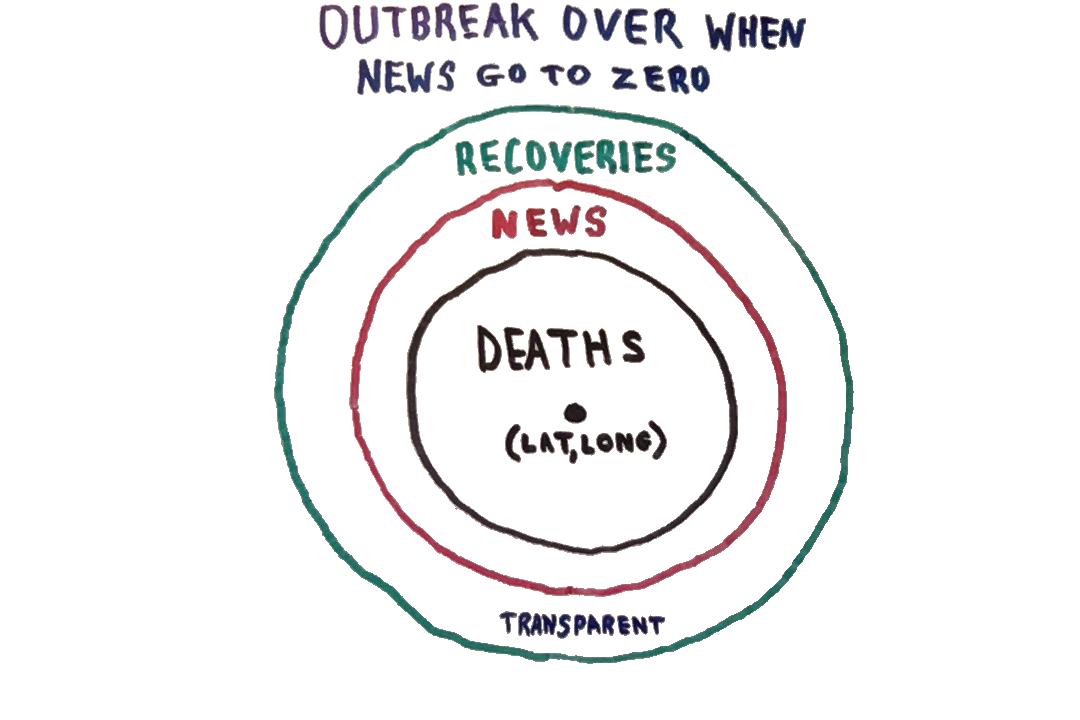 OUTBREAK OVER WHEN
NEWS GO TO ZERO
RECOVERIES
NEWS
DEATHS
(LAT,LONG)
TRANSPARENT